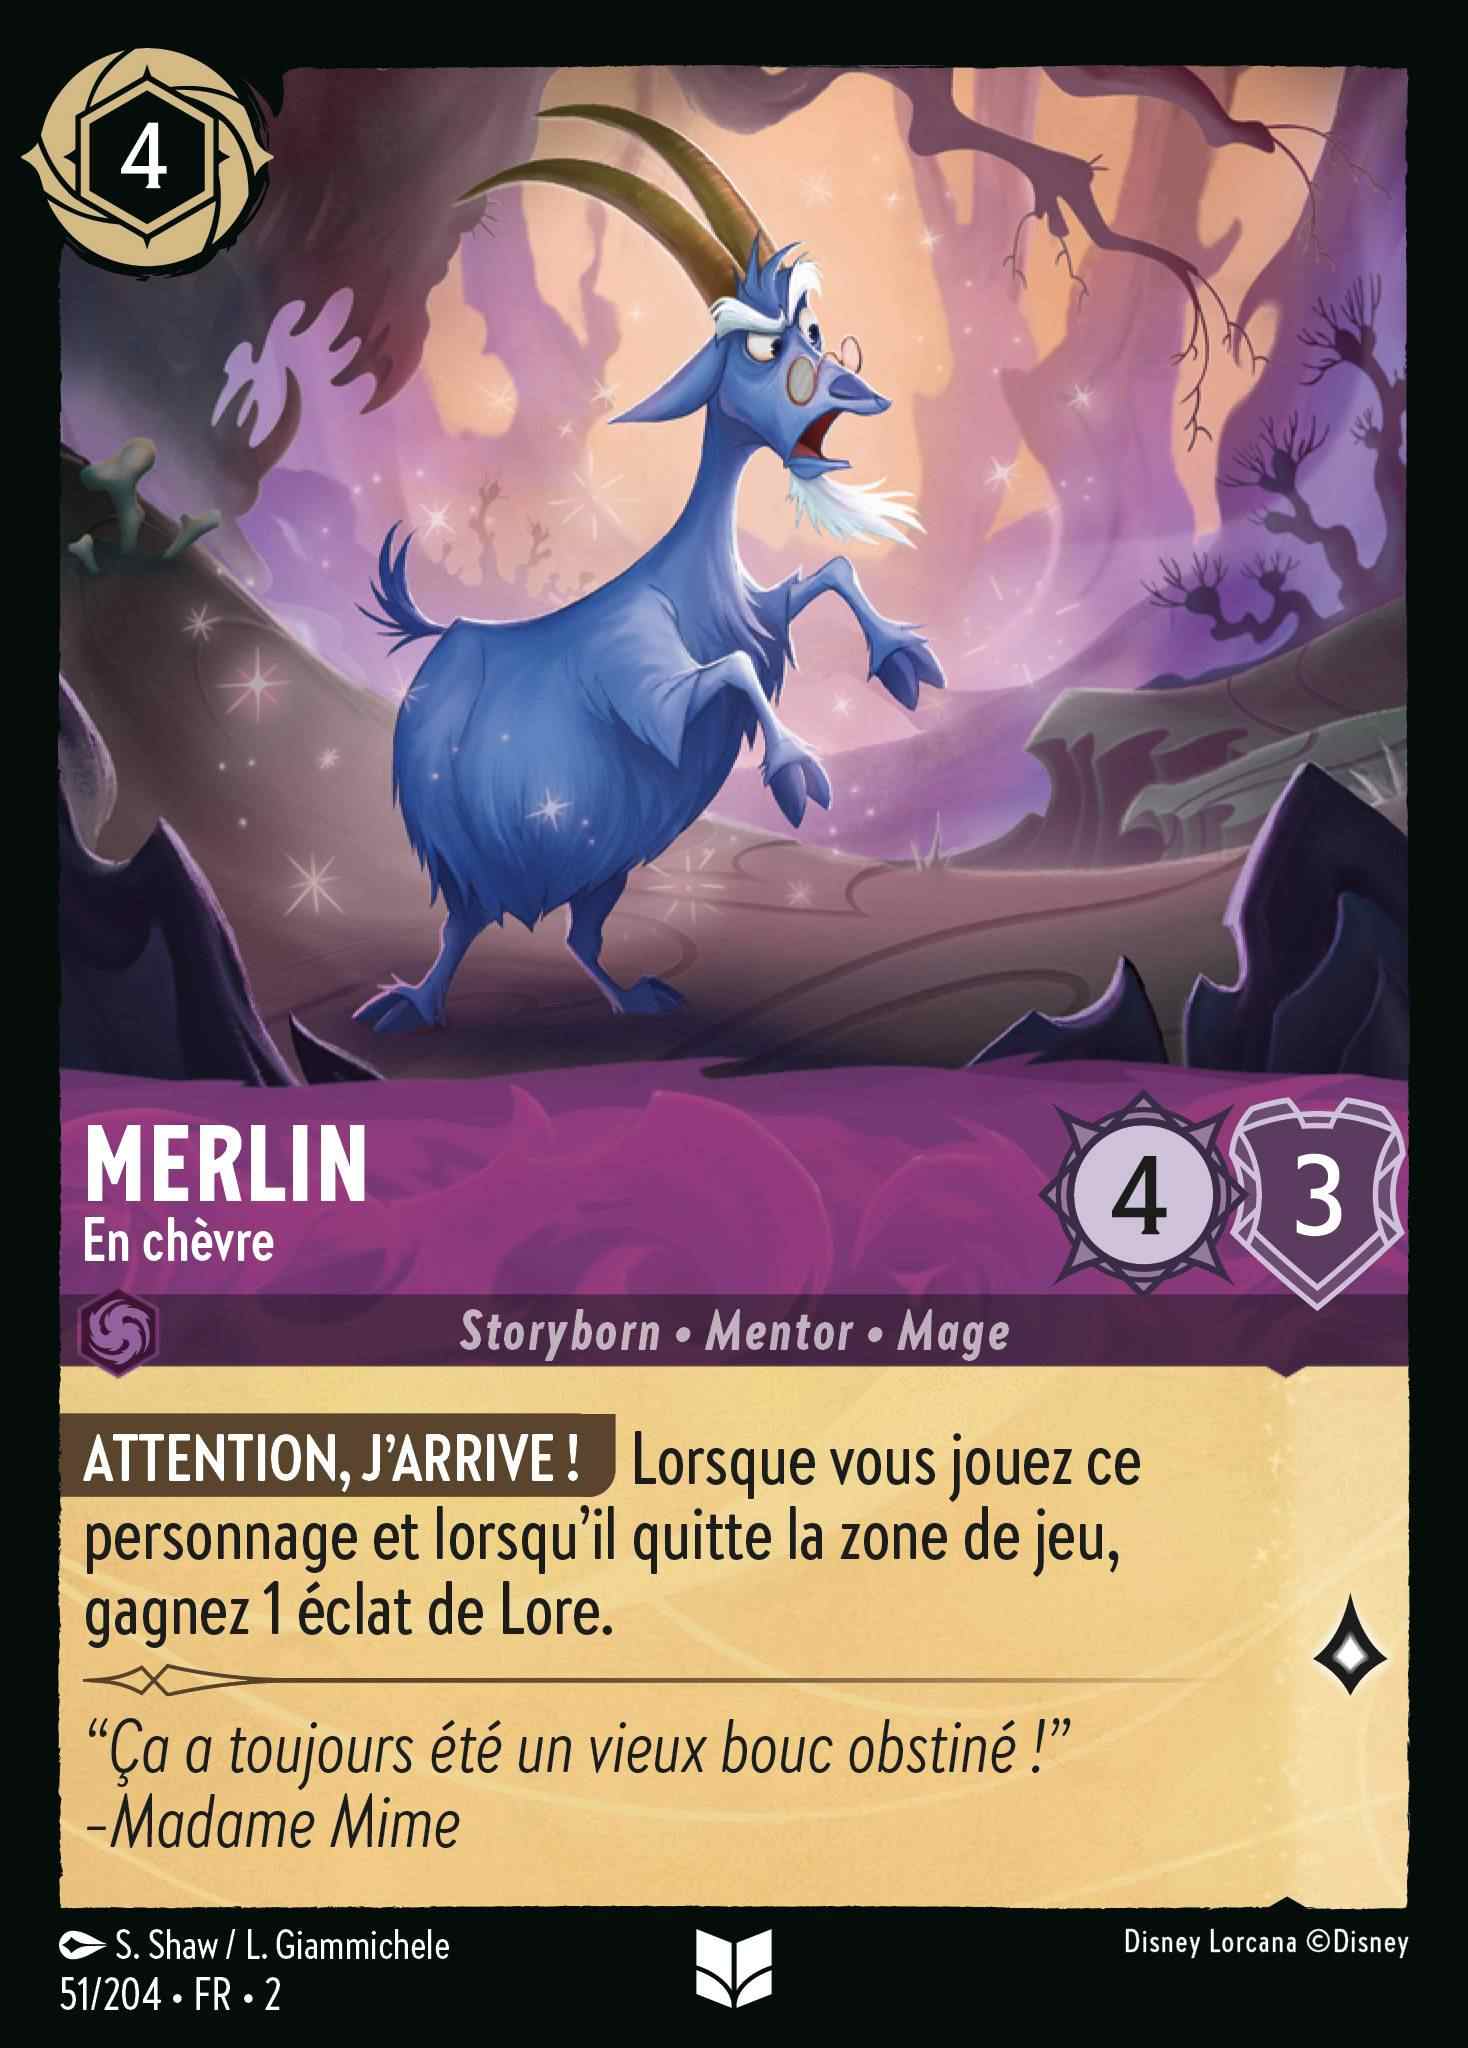 4
MERLIN
En chèvre
4
3
Storyborn • Mentor • Mage
ATTENTION, J’ARRIVE ! Lorsque vous jouez ce
personnage et lorsqu’il quitte la zone de jeu,
gagnez 1 éclat de Lore.
“Ça a toujours été un vieux bouc obstiné !”
–Madame Mime
S. Shaw / L. Giammichele
Disney Lorcana ©Disney
51/204 • FR • 2